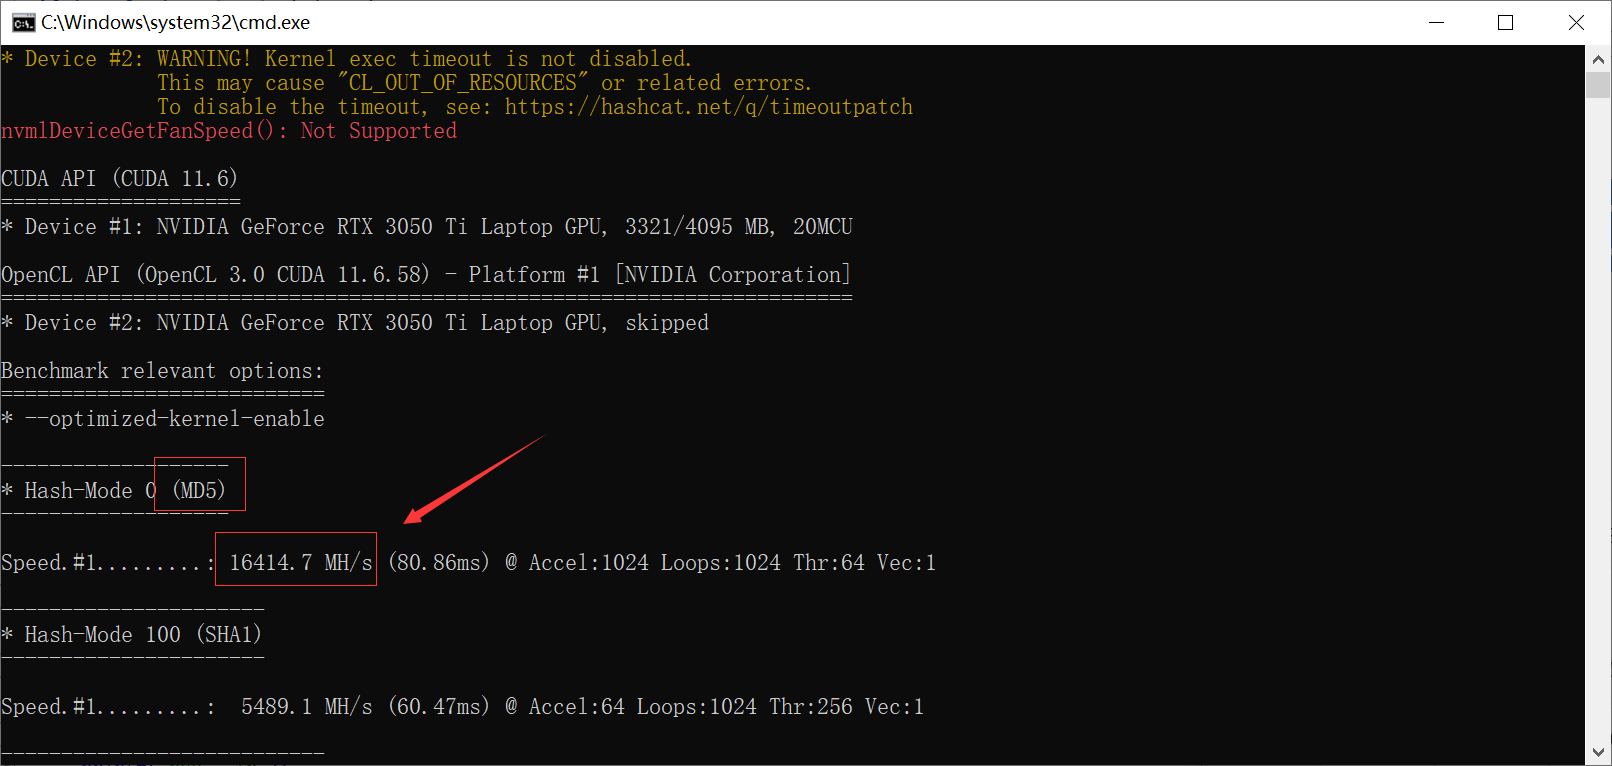 C:\Windows\system32\cmd.exe
* Device #2: WARNING! Kernel exec timeout is not disabled.
This may cause "CL_OUT_OF_RESOURCES" or related errors.
To disable the timeout, see: https://hashcat.net/q/timeoutpatch
nvmlDeviceGetFanSpeed(): Not Supported
CUDA API (CUDA 11.6)
====================
* Device #1: NVIDIA GeForce RTX 3050 Ti Laptop GPU, 3321/4095 MB, 20MCU
OpenCL API (OpenCL 3.0 CUDA 11.6.58) - Platform #1 [NVIDIA Corporation]
=======================================================================
* Device #2: NVIDIA GeForce RTX 3050 Ti Laptop GPU, skipped
Benchmark relevant options:
===========================
* --optimized-kernel-enable
-------------------
* Hash-Mode 0 (MD5)
-------------------
Speed.#1.........: 16414.7 MH/s (80.86ms) @ Accel:1024 Loops:1024 Thr:64 Vec:1
----------------------
* Hash-Mode 100 (SHA1)
----------------------
Speed.#1.........:  5489.1 MH/s (60.47ms) @ Accel:64 Loops:1024 Thr:256 Vec:1
---------------------------